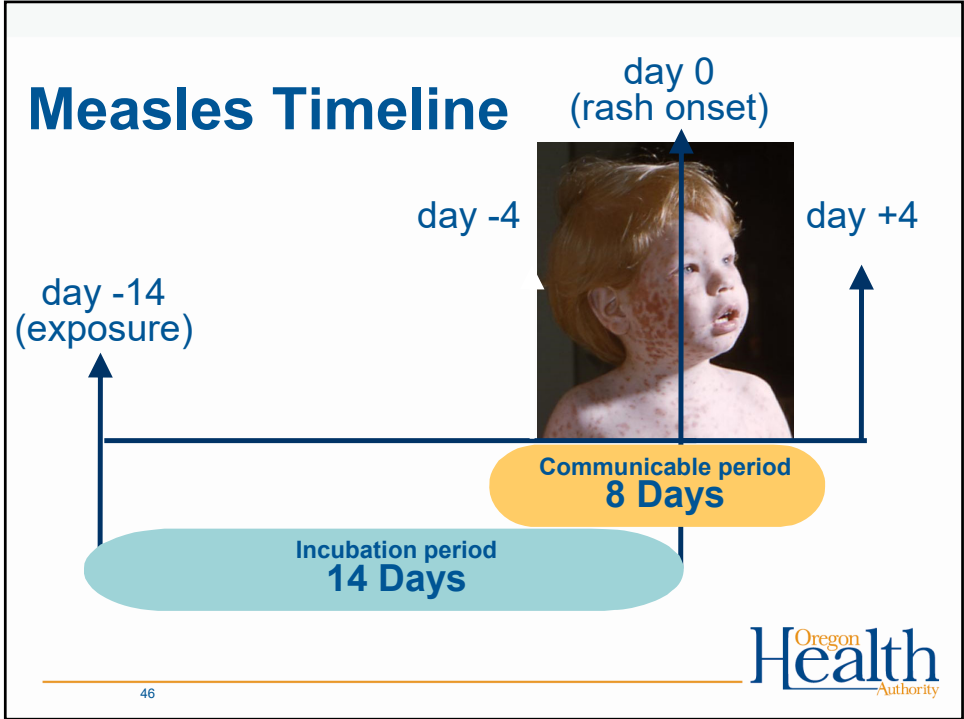 Measles Timeline
day 0
(rash onset)
day -4
day +4
day -14
(exposure)
Communicable period
8 Days
Incubation period
14 Days
Oregon
Health
Authority
46